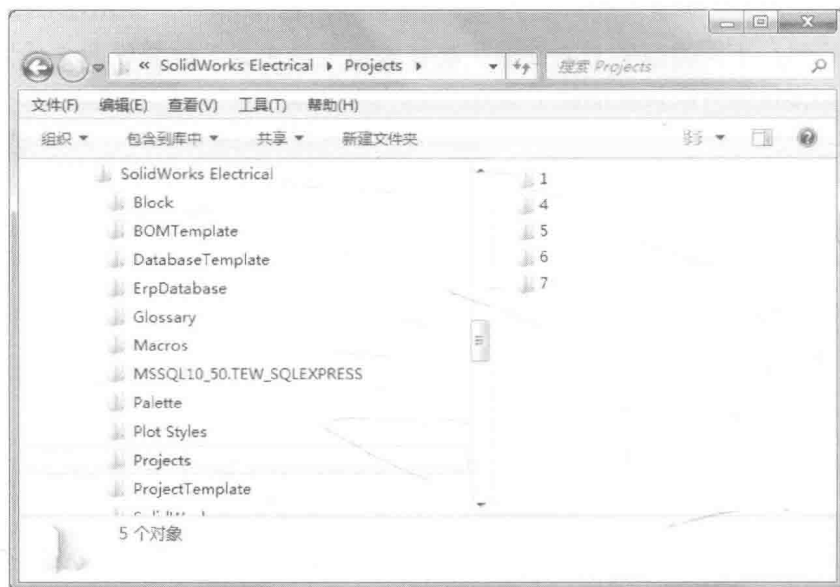 « SolidWorks Electrical ▸ Projects ▸ 搜索 Projects
文件(F) 编辑(E) 查看(V) 工具(T) 帮助(H)
组织 包含到库中 共享 新建文件夹
SolidWorks Electrical
Block
BOMTemplate
DatabaseTemplate
ErpDatabase
Glossary
Macros
MSSQL10_50.TEW_SQLEXPRESS
Palette
Plot Styles
Projects
ProjectTemplate
1
4
5
6
7
5 个对象